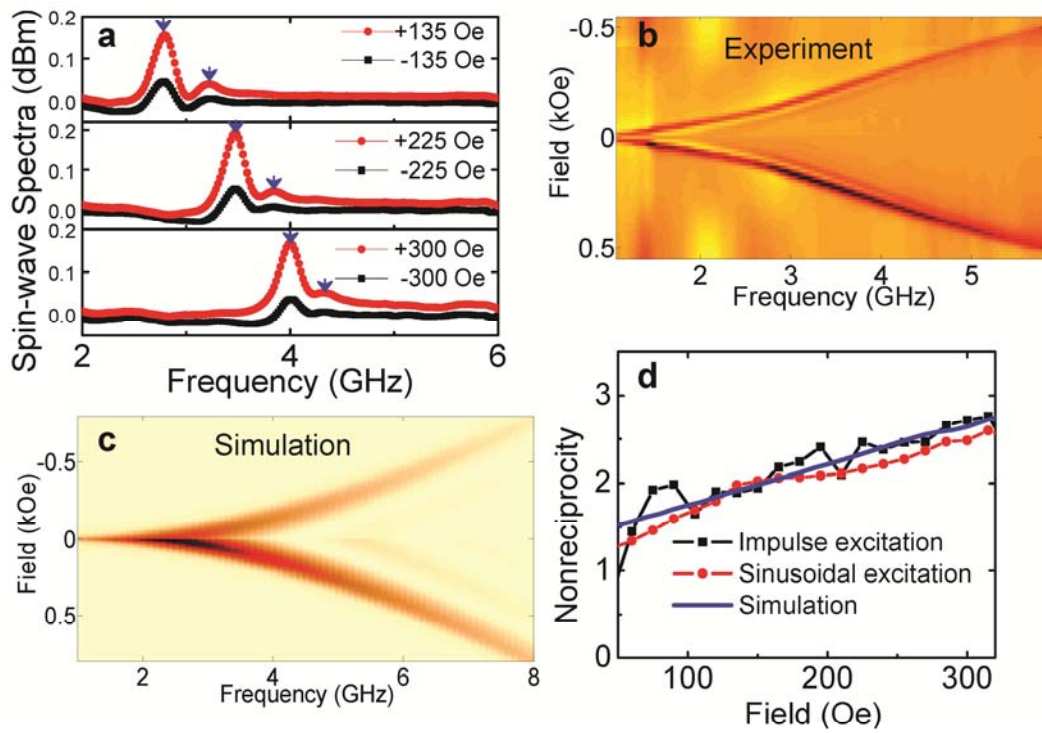 a
Spin-wave Spectra (dBm)
0.2
0.1
0.0
+135 Oe
-135 Oe
0.2
0.1
0.0
+225 Oe
-225 Oe
0.2
0.1
0.0
+300 Oe
-300 Oe
2 4 6
Frequency (GHz)
b
Experiment
Field (kOe)
-0.5
0
0.5
2 3 4 5
Frequency (GHz)
c
Simulation
Field (kOe)
-0.5
0
0.5
2 4 6 8
Frequency (GHz)
d
Nonreciprocity
3
2
1
0
Impulse excitation
Sinusoidal excitation
Simulation
100 200 300
Field (Oe)